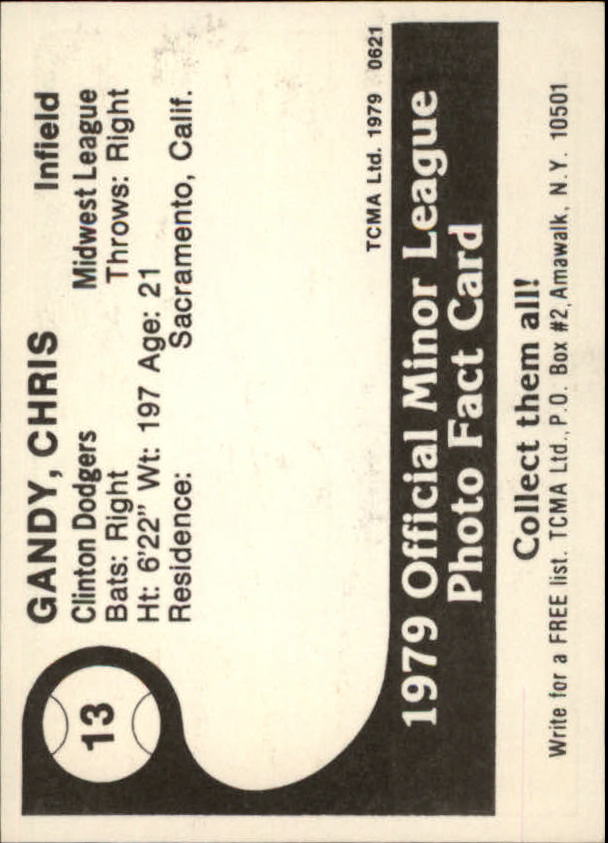 13
GANDY, CHRIS Infield
Clinton Dodgers Midwest League
Bats: Right Throws: Right
Ht: 6'22" Wt: 197 Age: 21
Residence: Sacramento, Calif.
TCMA Ltd. 1979 0621
1979 Official Minor League
Photo Fact Card
Collect them all!
Write for a FREE list. TCMA Ltd., P.O. Box #2, Amawalk, N.Y. 10501